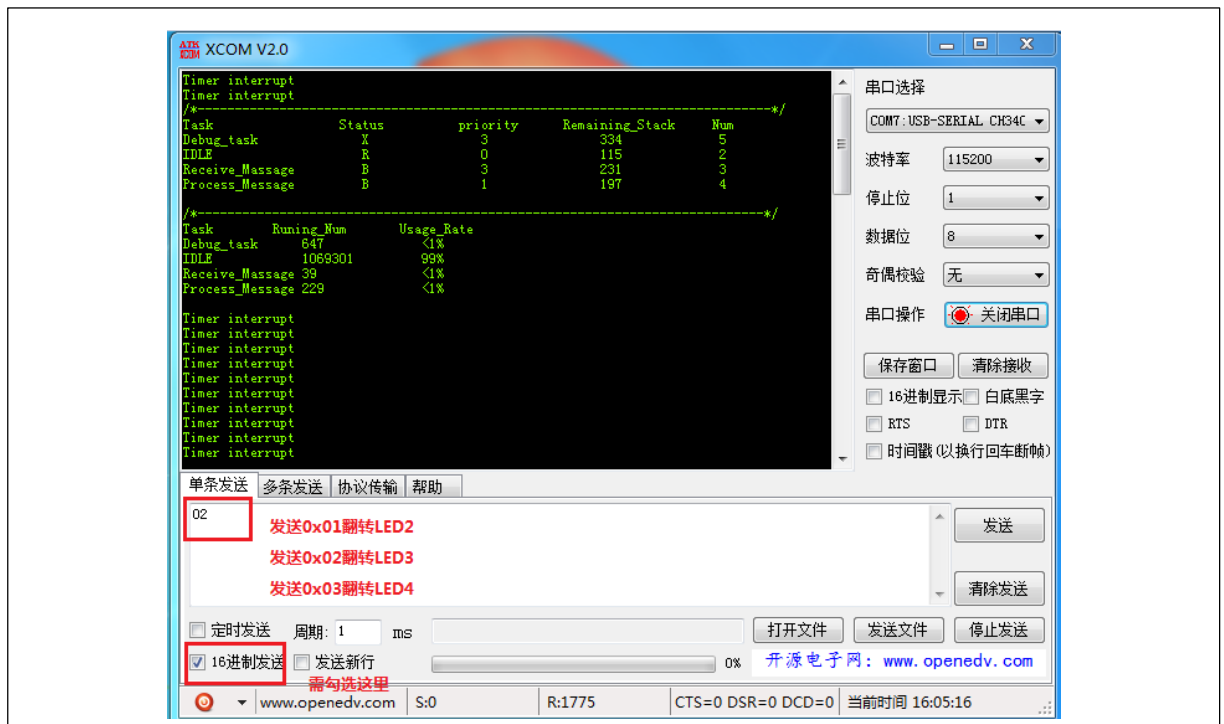 ATK XCOM XCOM V2.0
Timer interrupt
Timer interrupt
/*----------------------------------------------------------------------*/
Task Status priority Remaining_Stack Num
Debug_task X 3 334 5
IDLE R 0 115 2
Receive_Message B 3 231 3
Process_Message B 1 197 4
/*----------------------------------------------------------------------*/
Task Runing_Num Usage_Rate
Debug_task 647 <1%
IDLE 1069301 99%
Receive_Message 39 <1%
Process_Message 229 <1%
Timer interrupt
Timer interrupt
Timer interrupt
Timer interrupt
Timer interrupt
Timer interrupt
Timer interrupt
Timer interrupt
Timer interrupt
Timer interrupt
串口选择
COM7:USB-SERIAL CH34C
波特率 115200
停止位 1
数据位 8
奇偶校验 无
串口操作 关闭串口
保存窗口 清除接收
16进制显示 白底黑字
RTS DTR
时间戳(以换行回车断帧)
单条发送 多条发送 协议传输 帮助
02
发送0x01翻转LED2
发送0x02翻转LED3
发送0x03翻转LED4
发送
清除发送
定时发送 周期: 1 ms 打开文件 发送文件 停止发送
16进制发送 发送新行 0% 开源电子网: www.openedv.com
需勾选这里
www.openedv.com S:0 R:1775 CTS=0 DSR=0 DCD=0 当前时间 16:05:16